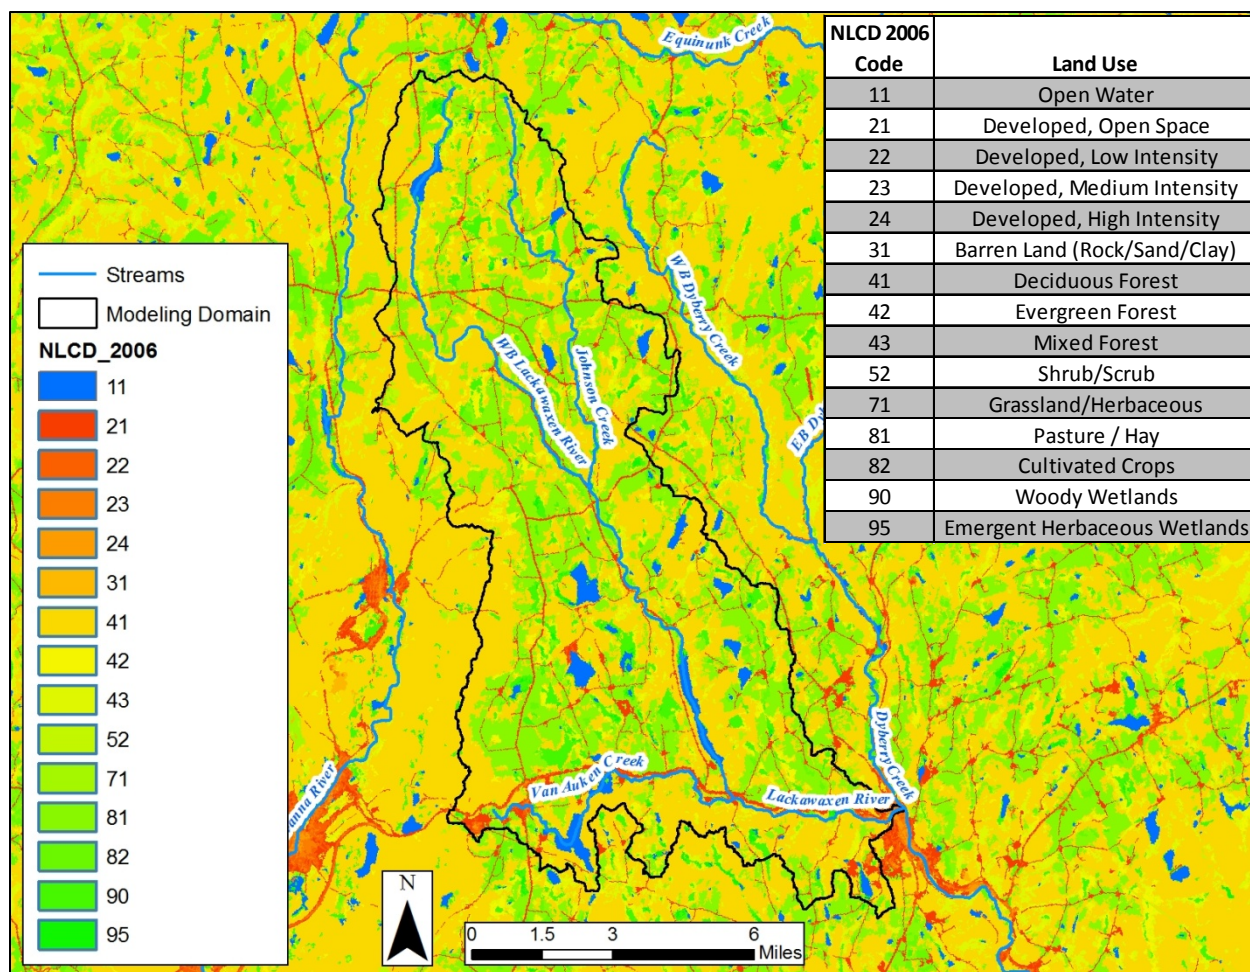 Equinunk Creek
NLCD 2006
Code
Land Use
11 Open Water
21 Developed, Open Space
22 Developed, Low Intensity
23 Developed, Medium Intensity
24 Developed, High Intensity
31 Barren Land (Rock/Sand/Clay)
41 Deciduous Forest
42 Evergreen Forest
43 Mixed Forest
52 Shrub/Scrub
71 Grassland/Herbaceous
81 Pasture / Hay
82 Cultivated Crops
90 Woody Wetlands
95 Emergent Herbaceous Wetlands
Streams
Modeling Domain
NLCD_2006
11
21
22
23
24
31
41
42
43
52
71
81
82
90
95
WB Dyberry Creek
WB Lackawaxen River
Johnson Creek
EB Dy
Dyberry Creek
Van Auken Creek
Lackawaxen River
anna River
N
0 1.5 3 6
Miles